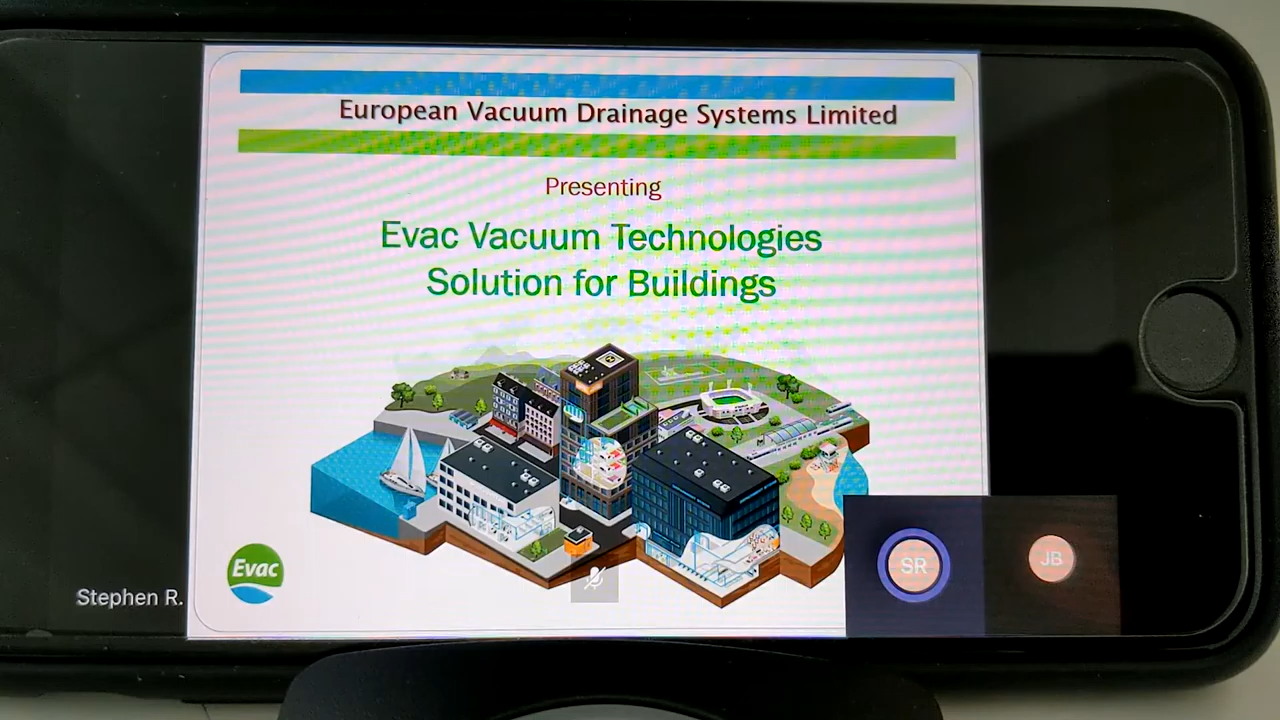 European Vacuum Drainage Systems Limited
Presenting
Evac Vacuum Technologies
Solution for Buildings
Evac
Stephen R.
SR
JB